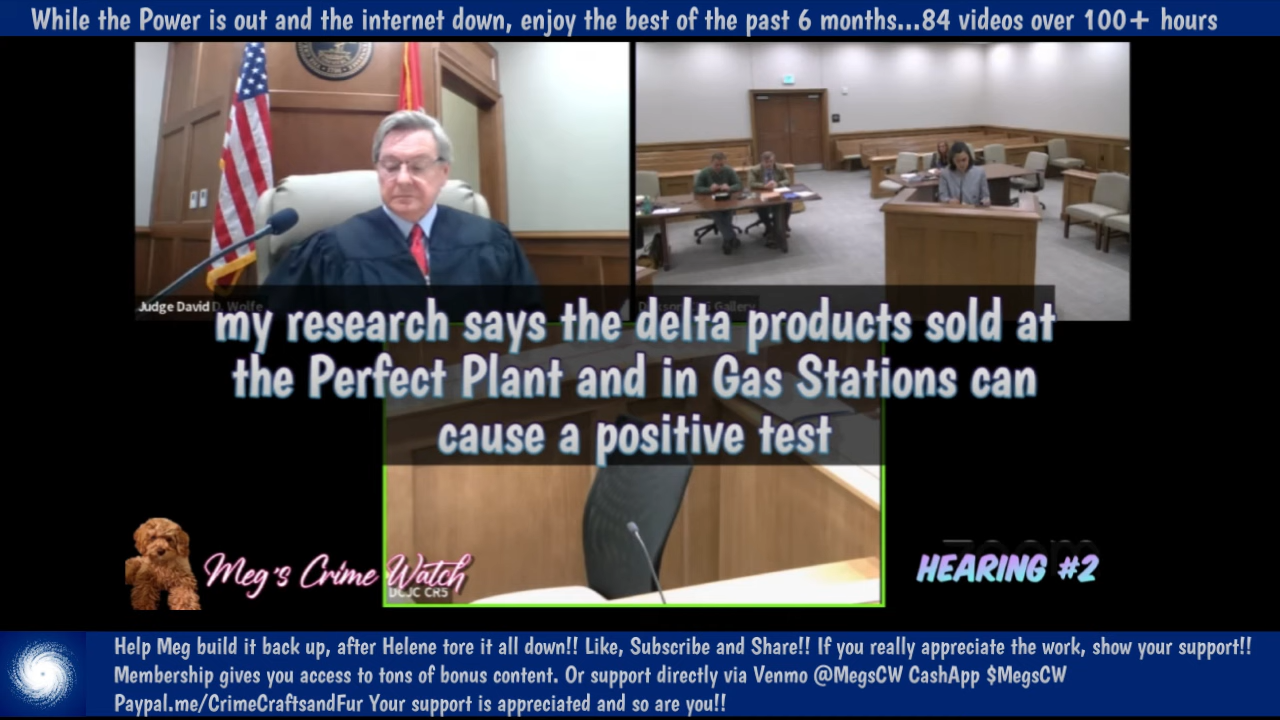 While the Power is out and the internet down, enjoy the best of the past 6 months...84 videos over 100+ hours
Judge David D. Wolfe
my research says the delta products sold at
the Perfect Plant and in Gas Stations can
cause a positive test
Meg's Crime Watch
DCJC CR5
HEARING #2
Help Meg build it back up, after Helene tore it all down!! Like, Subscribe and Share!! If you really appreciate the work, show your support!!
Membership gives you access to tons of bonus content. Or support directly via Venmo @MegsCW CashApp $MegsCW
Paypal.me/CrimeCraftsandFur Your support is appreciated and so are you!!